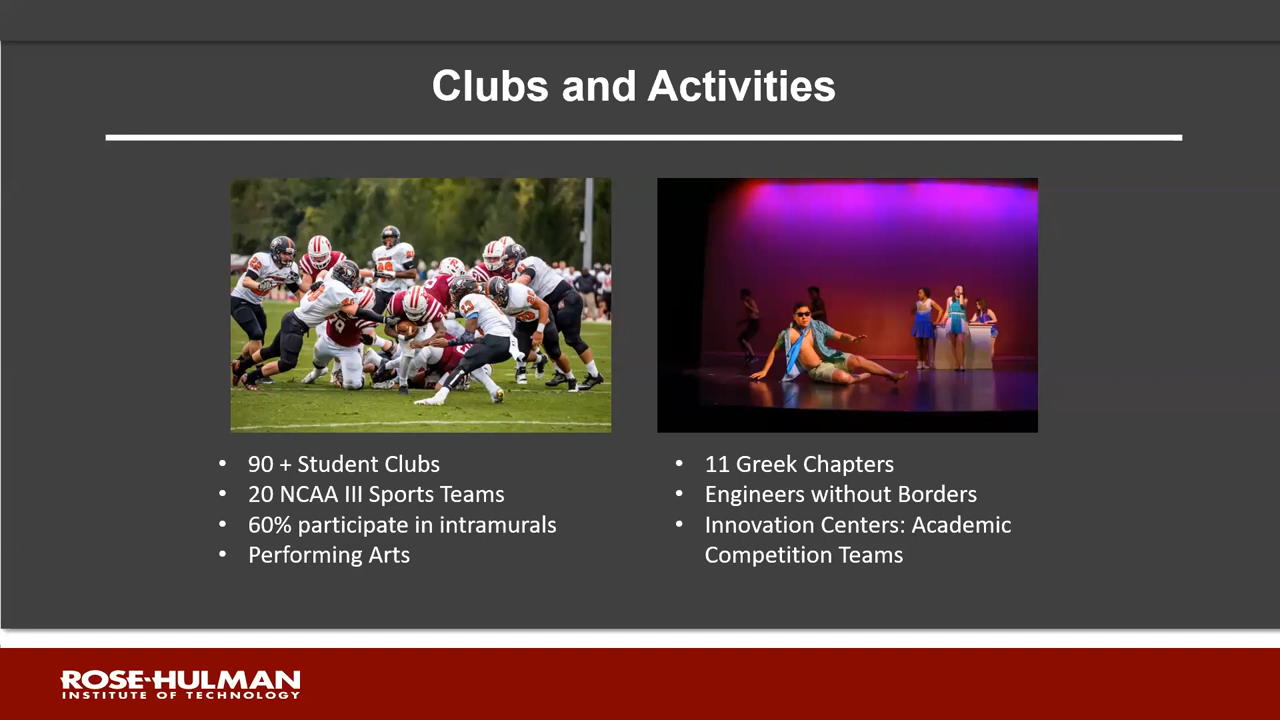 Clubs and Activities
• 90 + Student Clubs
• 20 NCAA III Sports Teams
• 60% participate in intramurals
• Performing Arts
• 11 Greek Chapters
• Engineers without Borders
• Innovation Centers: Academic
Competition Teams
ROSE-HULMAN
INSTITUTE OF TECHNOLOGY